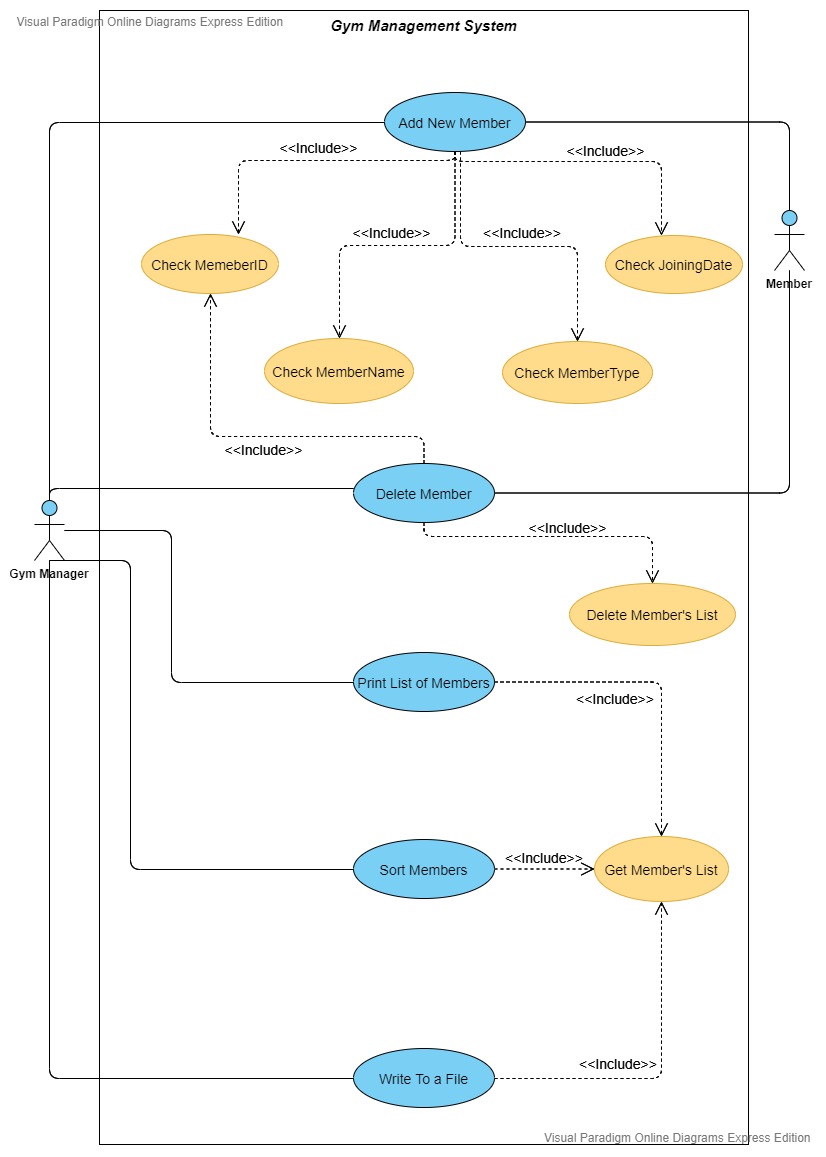 Visual Paradigm Online Diagrams Express Edition
Gym Management System
Add New Member
<<Include>>
<<Include>>
<<Include>>
<<Include>>
Check MemeberID
Check JoiningDate
Member
Check MemberName
Check MemberType
<<Include>>
Delete Member
<<Include>>
Gym Manager
Delete Member's List
Print List of Members
<<Include>>
<<Include>>
Sort Members
Get Member's List
<<Include>>
Write To a File
Visual Paradigm Online Diagrams Express Edition